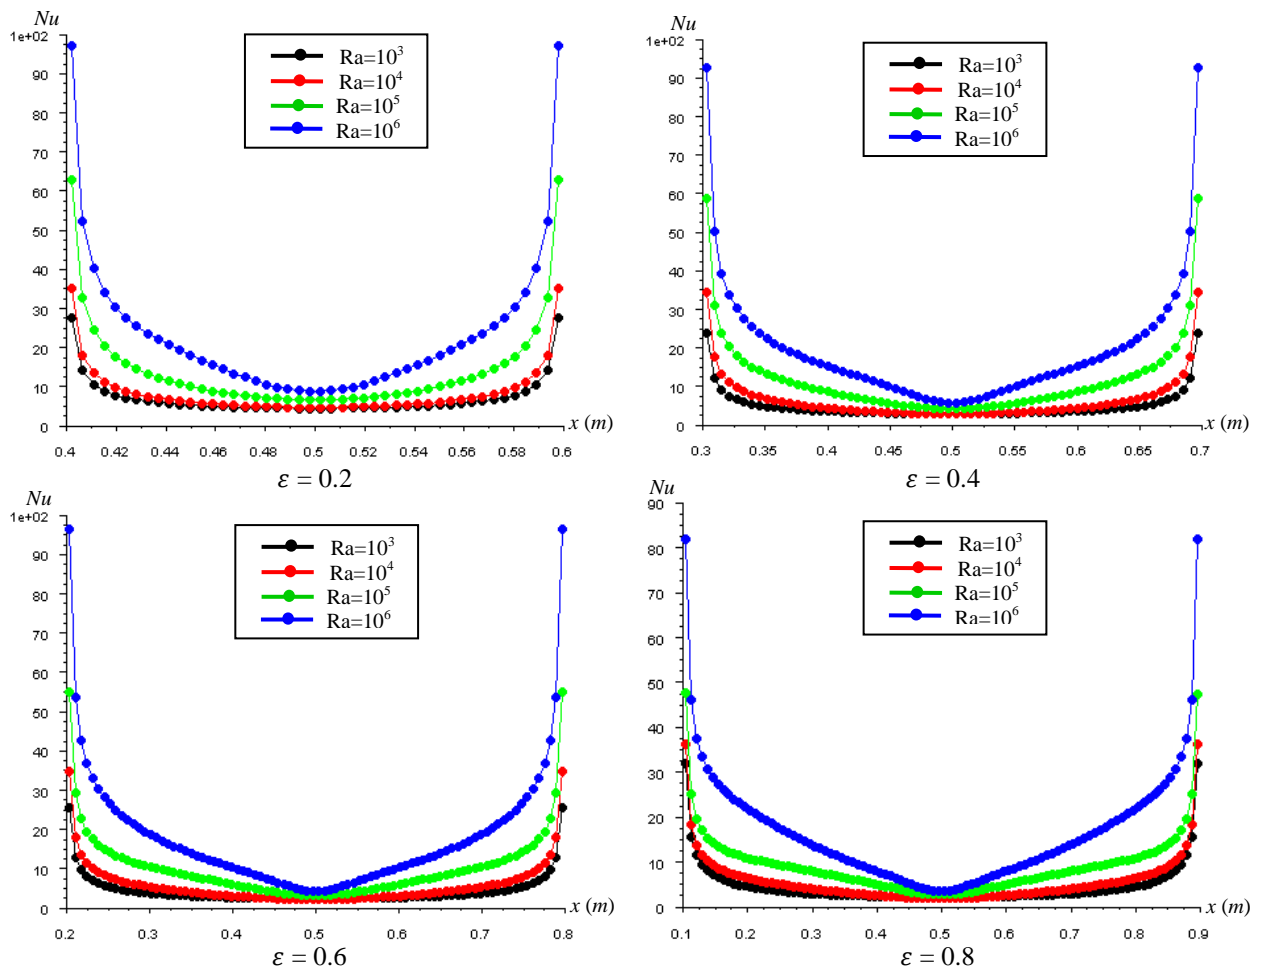 Nu
1e+02
90
80
70
60
50
40
30
20
10
0
Ra=10³
Ra=10⁴
Ra=10⁵
Ra=10⁶
x (m)
0.4 0.42 0.44 0.46 0.48 0.5 0.52 0.54 0.56 0.58 0.6
ε = 0.2
Nu
1e+02
90
80
70
60
50
40
30
20
10
0
Ra=10³
Ra=10⁴
Ra=10⁵
Ra=10⁶
x (m)
0.3 0.35 0.4 0.45 0.5 0.55 0.6 0.65 0.7
ε = 0.4
Nu
1e+02
90
80
70
60
50
40
30
20
10
0
Ra=10³
Ra=10⁴
Ra=10⁵
Ra=10⁶
x (m)
0.2 0.3 0.4 0.5 0.6 0.7 0.8
ε = 0.6
Nu
90
80
70
60
50
40
30
20
10
0
Ra=10³
Ra=10⁴
Ra=10⁵
Ra=10⁶
x (m)
0.1 0.2 0.3 0.4 0.5 0.6 0.7 0.8 0.9
ε = 0.8